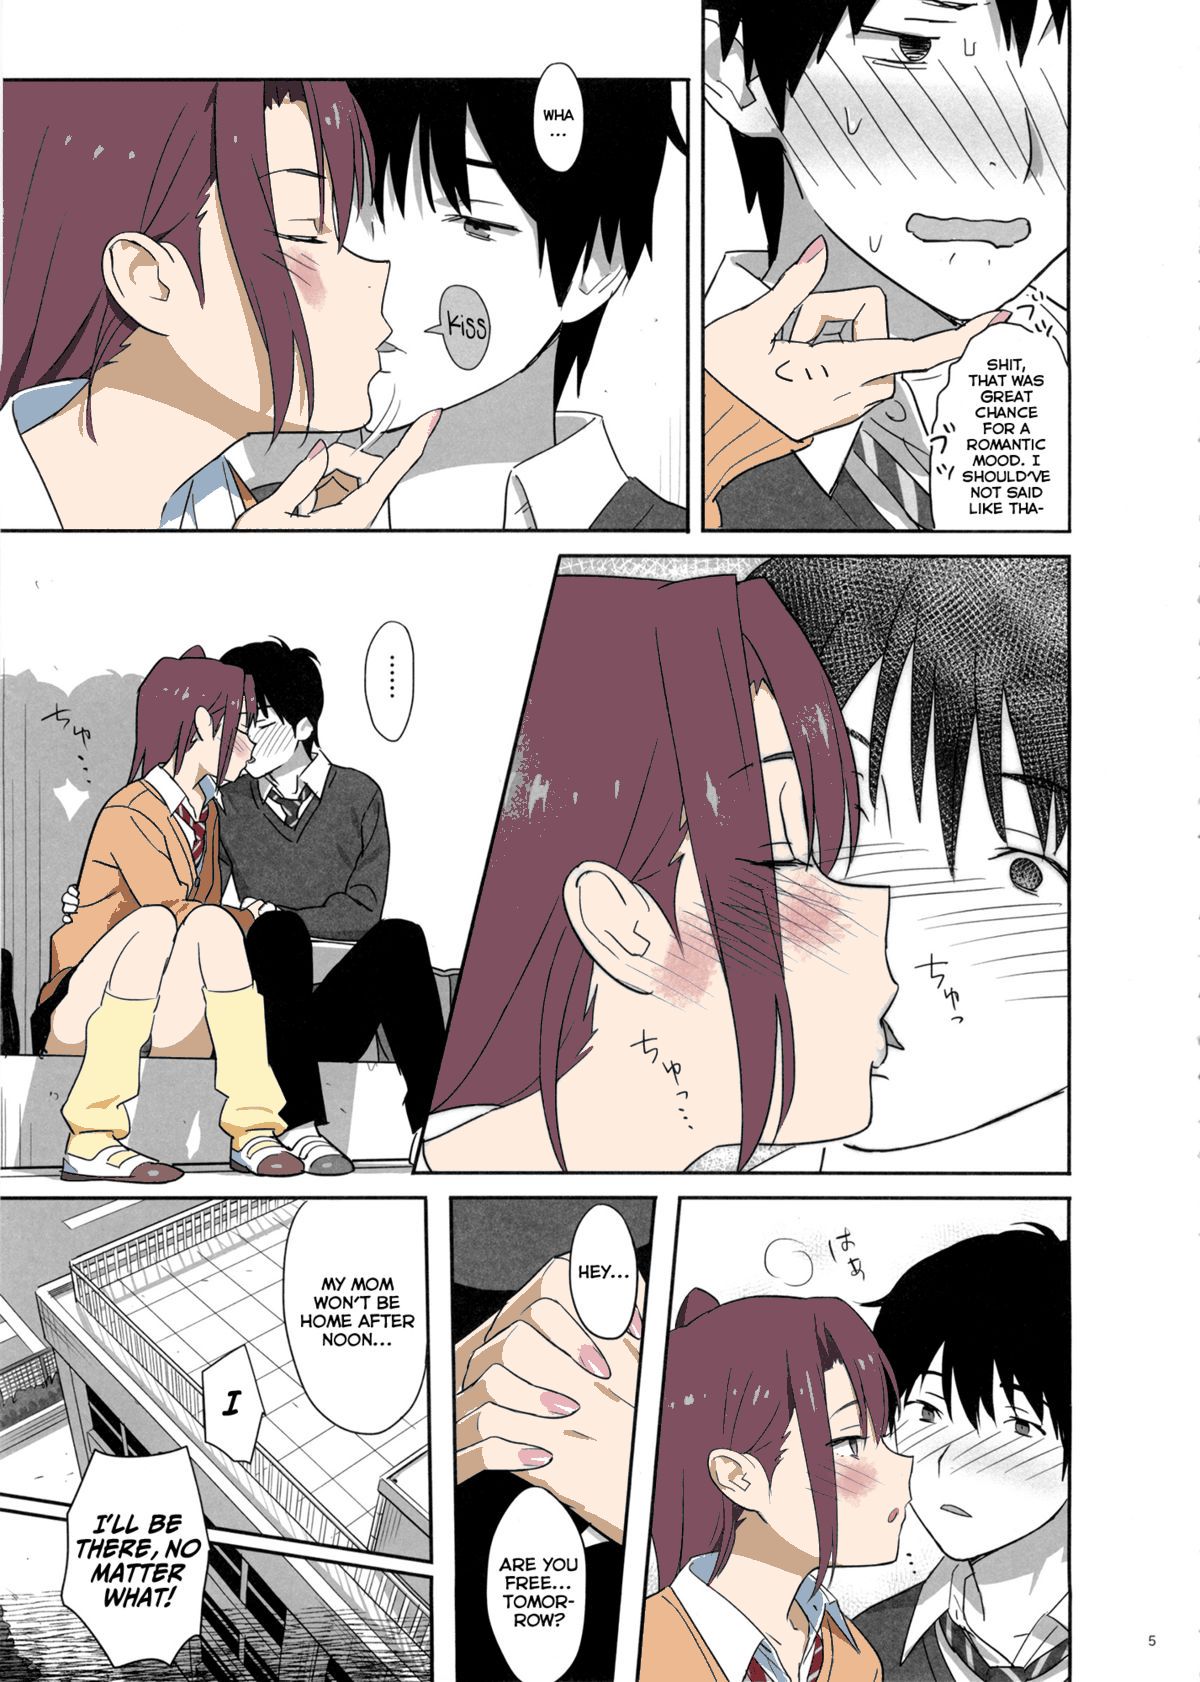 SHIT,
THAT WAS
GREAT
CHANCE
FOR A
ROMANTIC
MOOD. I
SHOULD'VE
NOT SAID
LIKE THA-
WHA
...
Kiss
ちゅっ
ちゅっ...
......
ちゅ...
はぁ
HEY...
ARE YOU
FREE...
TOMOR-
ROW?
MY MOM
WON'T BE
HOME AFTER
NOON...
I
I'LL BE
THERE, NO
MATTER
WHAT!
5